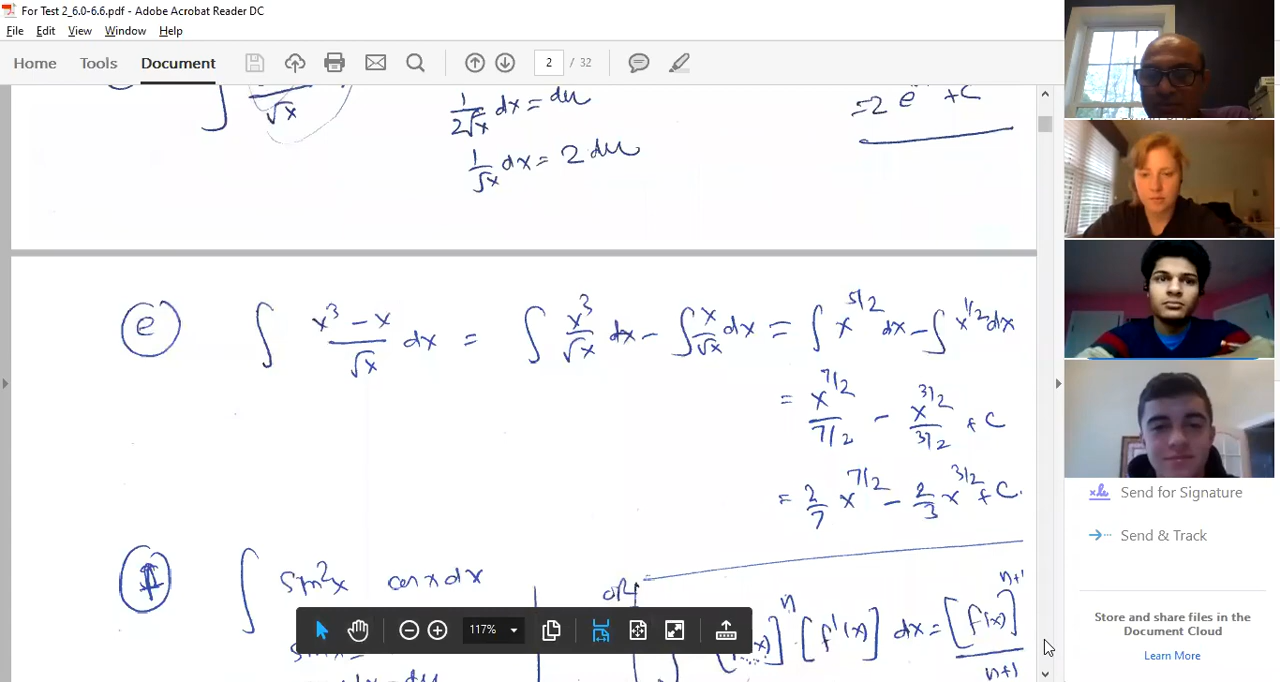 For Test 2_6.0-6.6.pdf - Adobe Acrobat Reader DC
File Edit View Window Help
Home Tools Document 2 / 32
∫ √x
1/(2√x) dx = du
1/√x dx = 2 du
= 2 e + C
(e) ∫ (x^3 - x)/√x dx = ∫ x^3/√x dx - ∫ x/√x dx = ∫ x^(5/2) dx - ∫ x^(1/2) dx
= x^(7/2)/(7/2) - x^(3/2)/(3/2) + C
= 2/7 x^(7/2) - 2/3 x^(3/2) + C.
(f) ∫ sin^2x cos x dx
OR
n [f'(x)] dx = [f(x)]^(n+1)/(n+1)
117%
Send for Signature
Send & Track
Store and share files in the
Document Cloud
Learn More